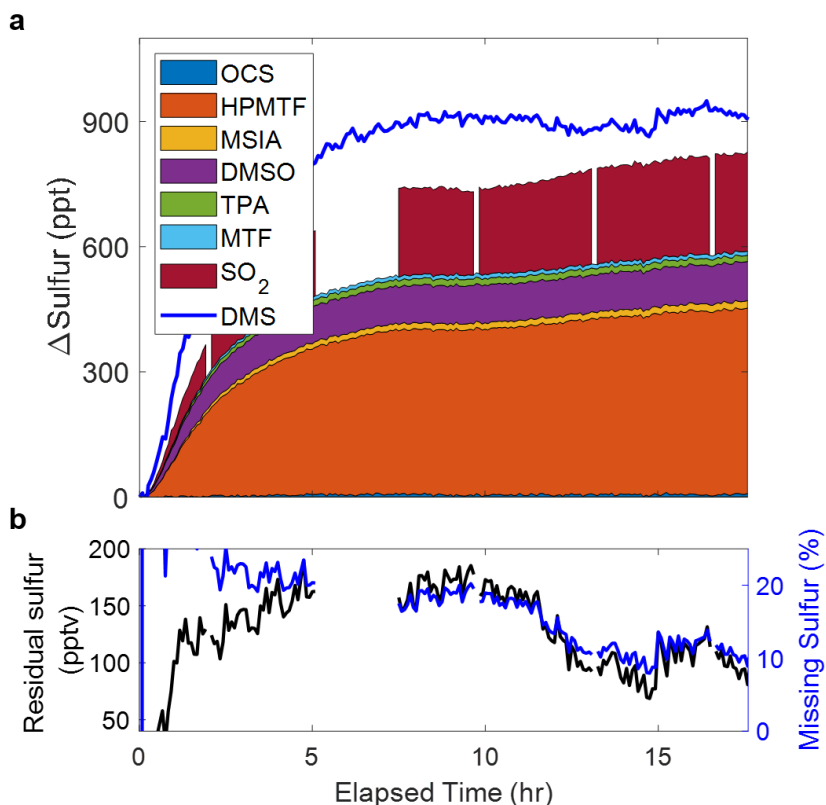 a
ΔSulfur (ppt)
900
600
300
0
OCS
HPMTF
MSIA
DMSO
TPA
MTF
SO₂
DMS
b
Residual sulfur
(pptv)
200
150
100
50
Missing Sulfur (%)
20
10
0
0 5 10 15
Elapsed Time (hr)